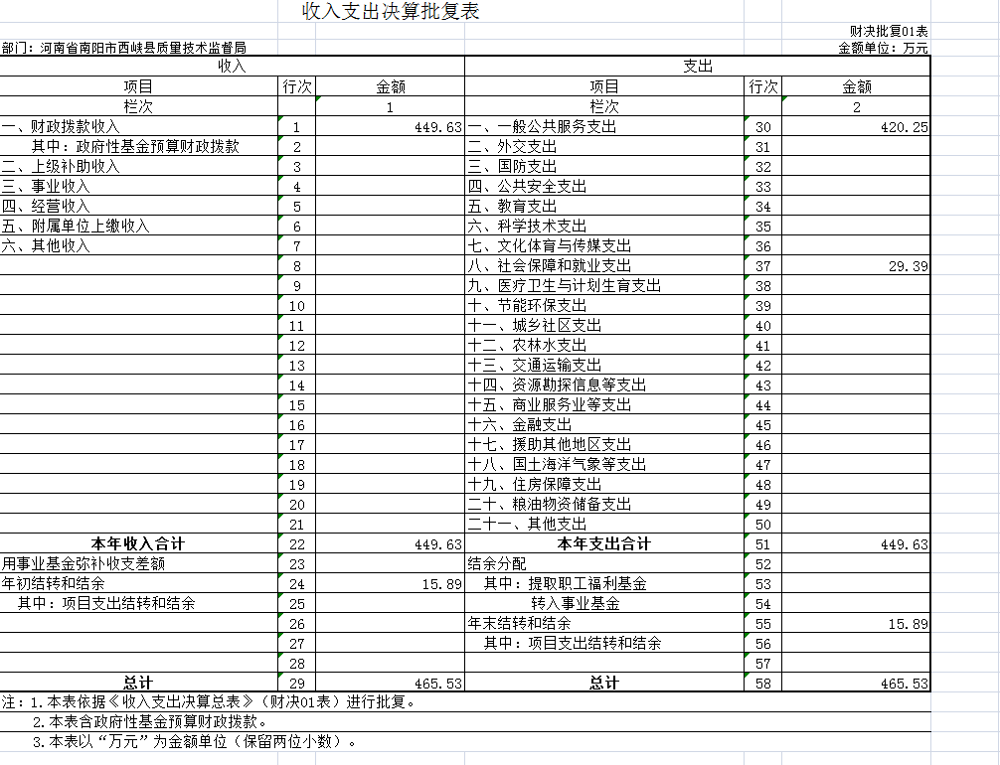 收入支出决算批复表
财决批复01表
部门：河南省南阳市西峡县质量技术监督局 金额单位：万元
收入 支出
项目 行次 金额 项目 行次 金额
栏次 1 栏次 2
一、财政拨款收入 1 449.63 一、一般公共服务支出 30 420.25
其中：政府性基金预算财政拨款 2 二、外交支出 31
二、上级补助收入 3 三、国防支出 32
三、事业收入 4 四、公共安全支出 33
四、经营收入 5 五、教育支出 34
五、附属单位上缴收入 6 六、科学技术支出 35
六、其他收入 7 七、文化体育与传媒支出 36
8 八、社会保障和就业支出 37 29.39
9 九、医疗卫生与计划生育支出 38
10 十、节能环保支出 39
11 十一、城乡社区支出 40
12 十二、农林水支出 41
13 十三、交通运输支出 42
14 十四、资源勘探信息等支出 43
15 十五、商业服务业等支出 44
16 十六、金融支出 45
17 十七、援助其他地区支出 46
18 十八、国土海洋气象等支出 47
19 十九、住房保障支出 48
20 二十、粮油物资储备支出 49
21 二十一、其他支出 50
本年收入合计 22 449.63 本年支出合计 51 449.63
用事业基金弥补收支差额 23 结余分配 52
年初结转和结余 24 15.89 其中：提取职工福利基金 53
其中：项目支出结转和结余 25 转入事业基金 54
26 年末结转和结余 55 15.89
27 其中：项目支出结转和结余 56
28 57
总计 29 465.53 总计 58 465.53
注：1.本表依据《收入支出决算总表》（财决01表）进行批复。
2.本表含政府性基金预算财政拨款。
3.本表以“万元”为金额单位（保留两位小数）。